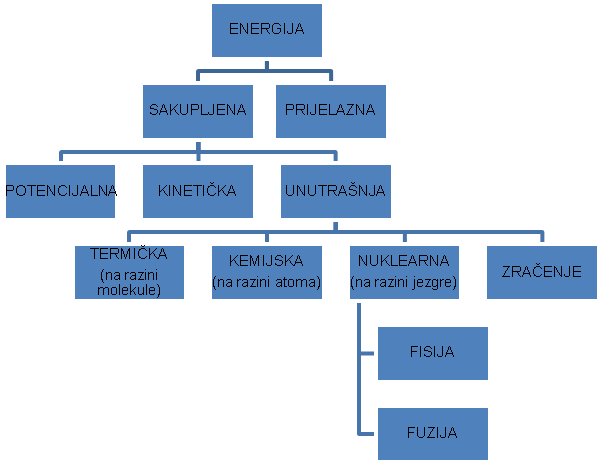 ENERGIJA
SAKUPLJENA
PRIJELAZNA
POTENCIJALNA
KINETIČKA
UNUTRAŠNJA
TERMIČKA
(na razini
molekule)
KEMIJSKA
(na razini atoma)
NUKLEARNA
(na razini jezgre)
ZRAČENJE
FISIJA
FUZIJA